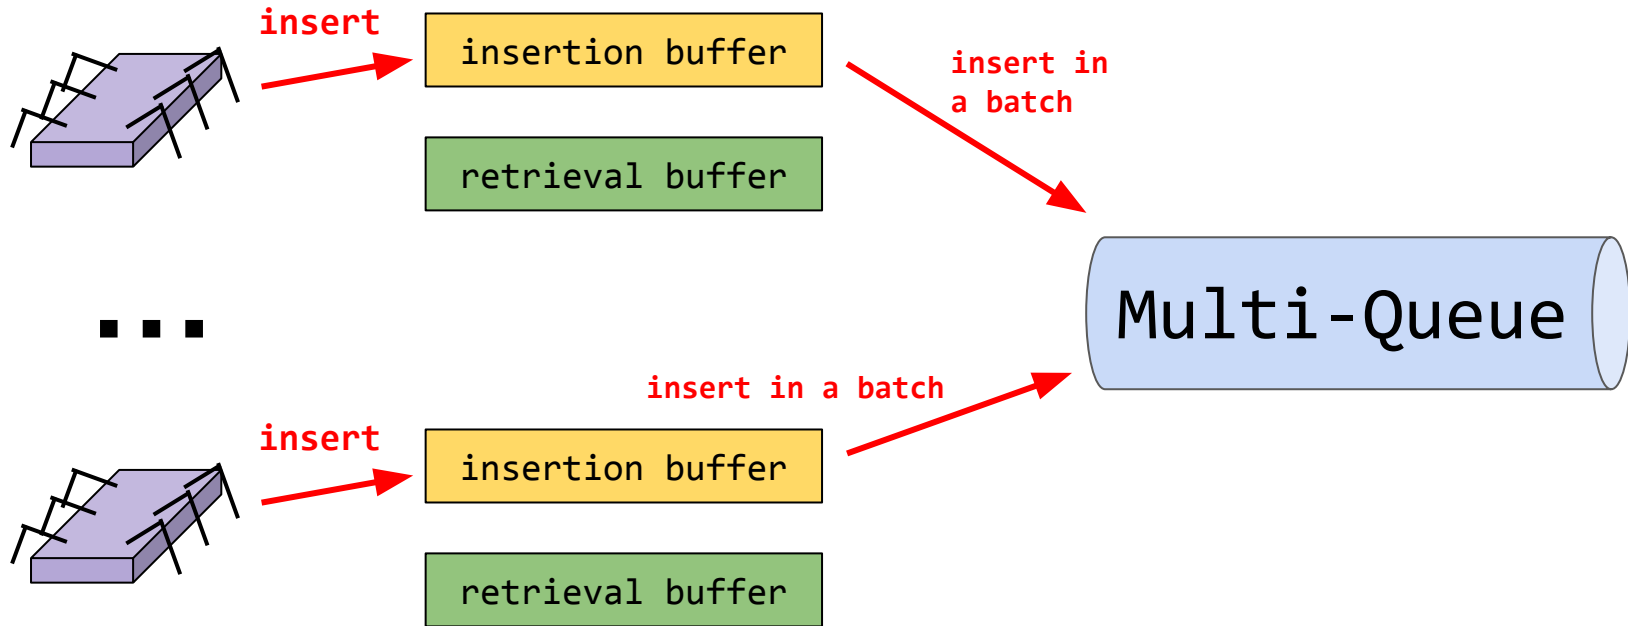 insert
insertion buffer
insert in
a batch
retrieval buffer
...
Multi-Queue
insert in a batch
insert
insertion buffer
retrieval buffer